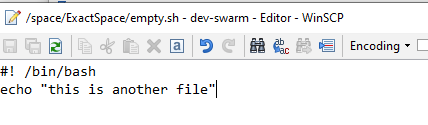 /space/ExactSpace/empty.sh - dev-swarm - Editor - WinSCP
Encoding
#! /bin/bash
echo "this is another file"